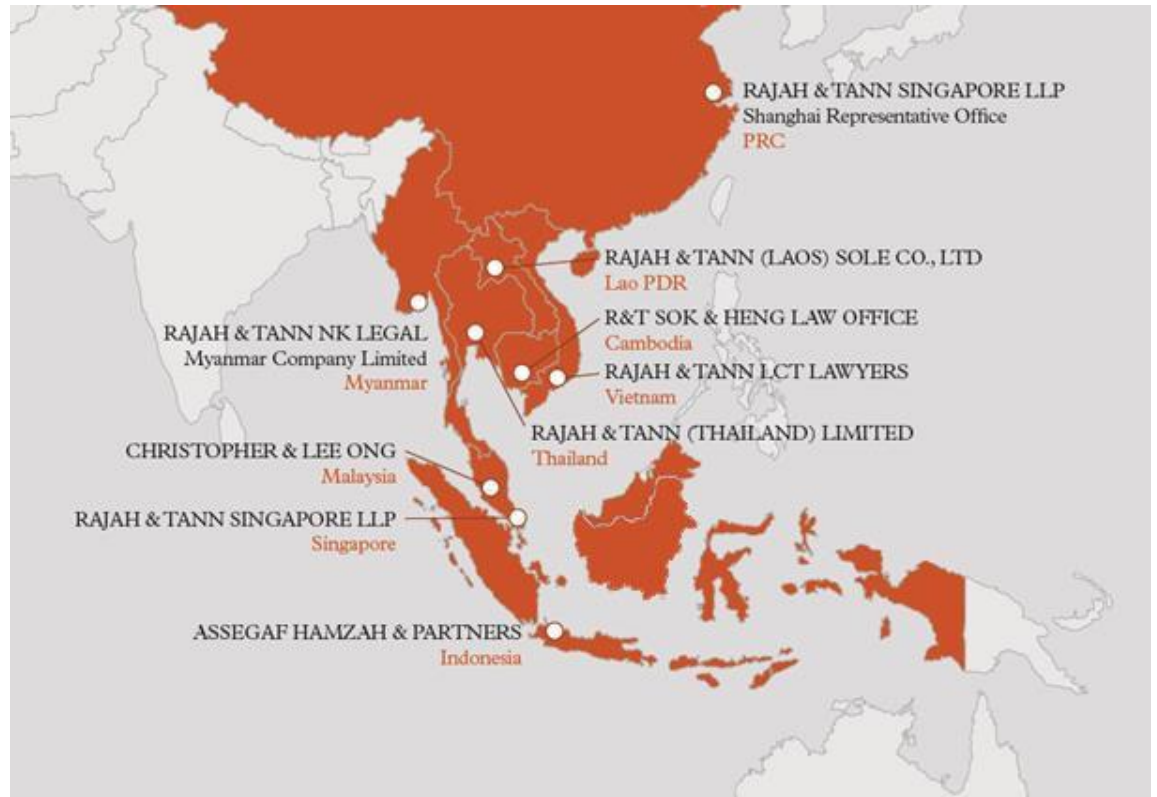 RAJAH & TANN SINGAPORE LLP
Shanghai Representative Office
PRC
RAJAH & TANN (LAOS) SOLE CO., LTD
Lao PDR
R&T SOK & HENG LAW OFFICE
Cambodia
RAJAH & TANN NK LEGAL
Myanmar Company Limited
Myanmar
RAJAH & TANN LCT LAWYERS
Vietnam
RAJAH & TANN (THAILAND) LIMITED
Thailand
CHRISTOPHER & LEE ONG
Malaysia
RAJAH & TANN SINGAPORE LLP
Singapore
ASSEGAF HAMZAH & PARTNERS
Indonesia